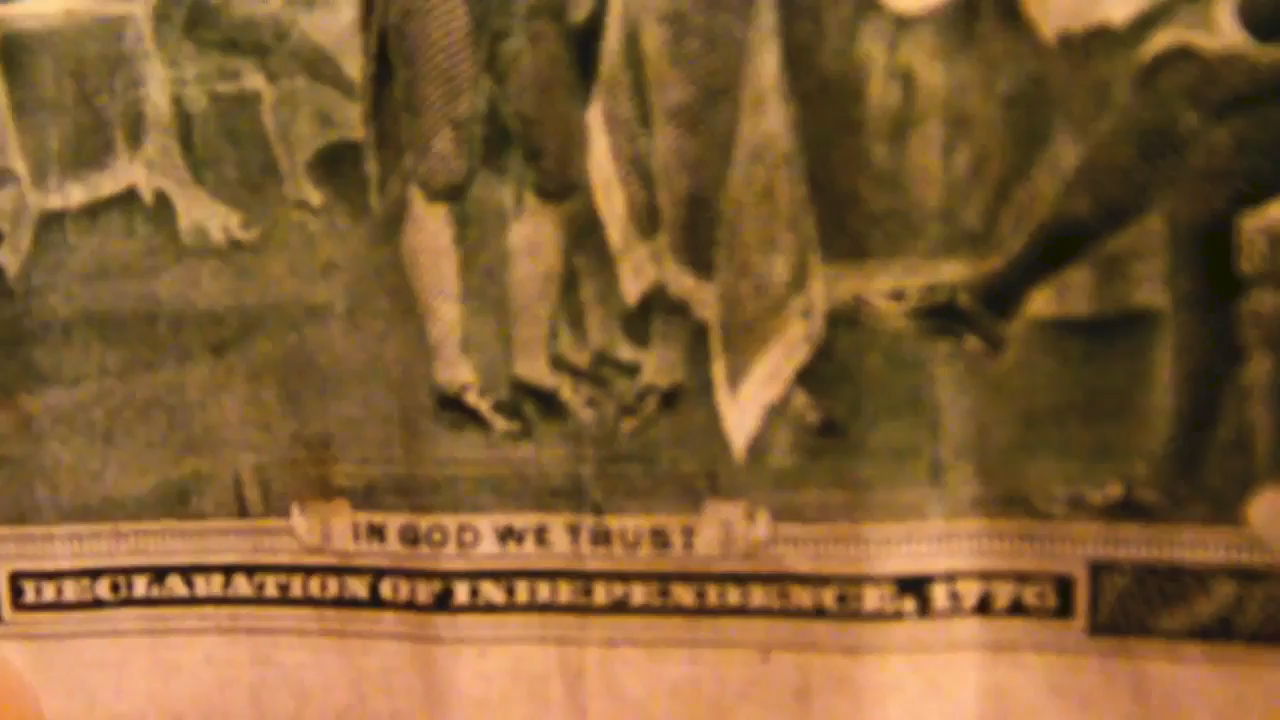 IN GOD WE TRUST
DECLARATION OF INDEPENDENCE, 1776